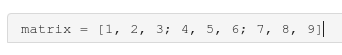 matrix = [1, 2, 3; 4, 5, 6; 7, 8, 9]